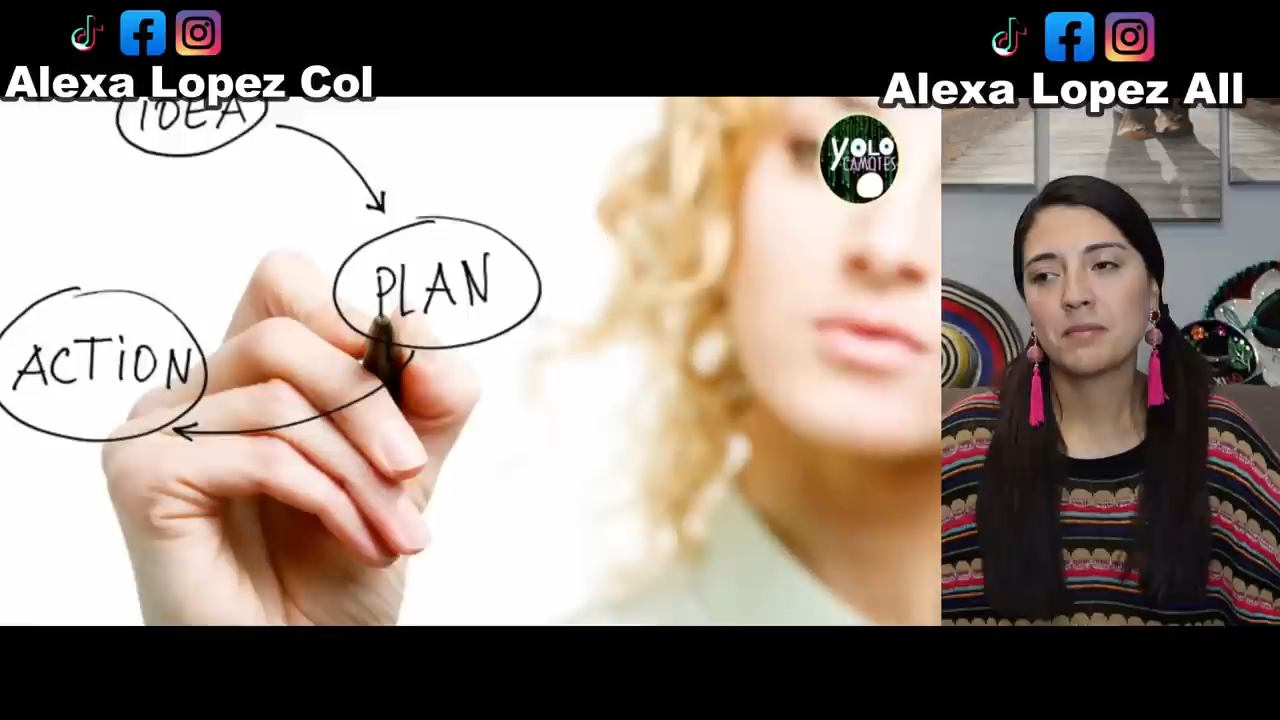 Alexa Lopez Col
Alexa Lopez All
IDEA
YOLO
CAMOTES
PLAN
ACTION